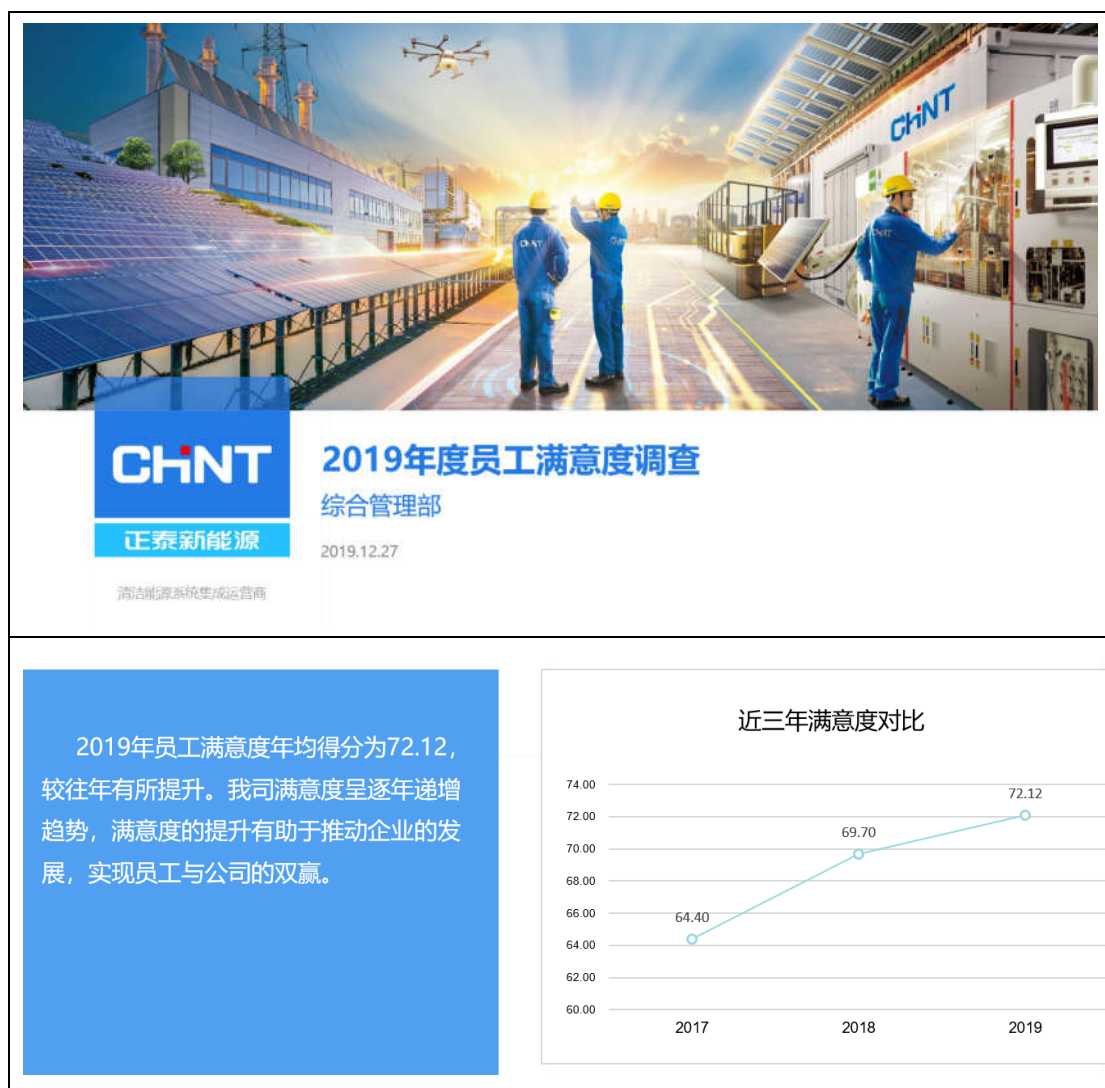 CHNT
CHNT
CHNT
CHNT
2019年度员工满意度调查
综合管理部
正泰新能源
2019.12.27
清洁能源系统集成运营商
2019年员工满意度年均得分为72.12，
较往年有所提升。我司满意度呈逐年递增
趋势，满意度的提升有助于推动企业的发
展，实现员工与公司的双赢。
近三年满意度对比
74.00
72.00
70.00
68.00
66.00
64.00
62.00
60.00
64.40
69.70
72.12
2017
2018
2019